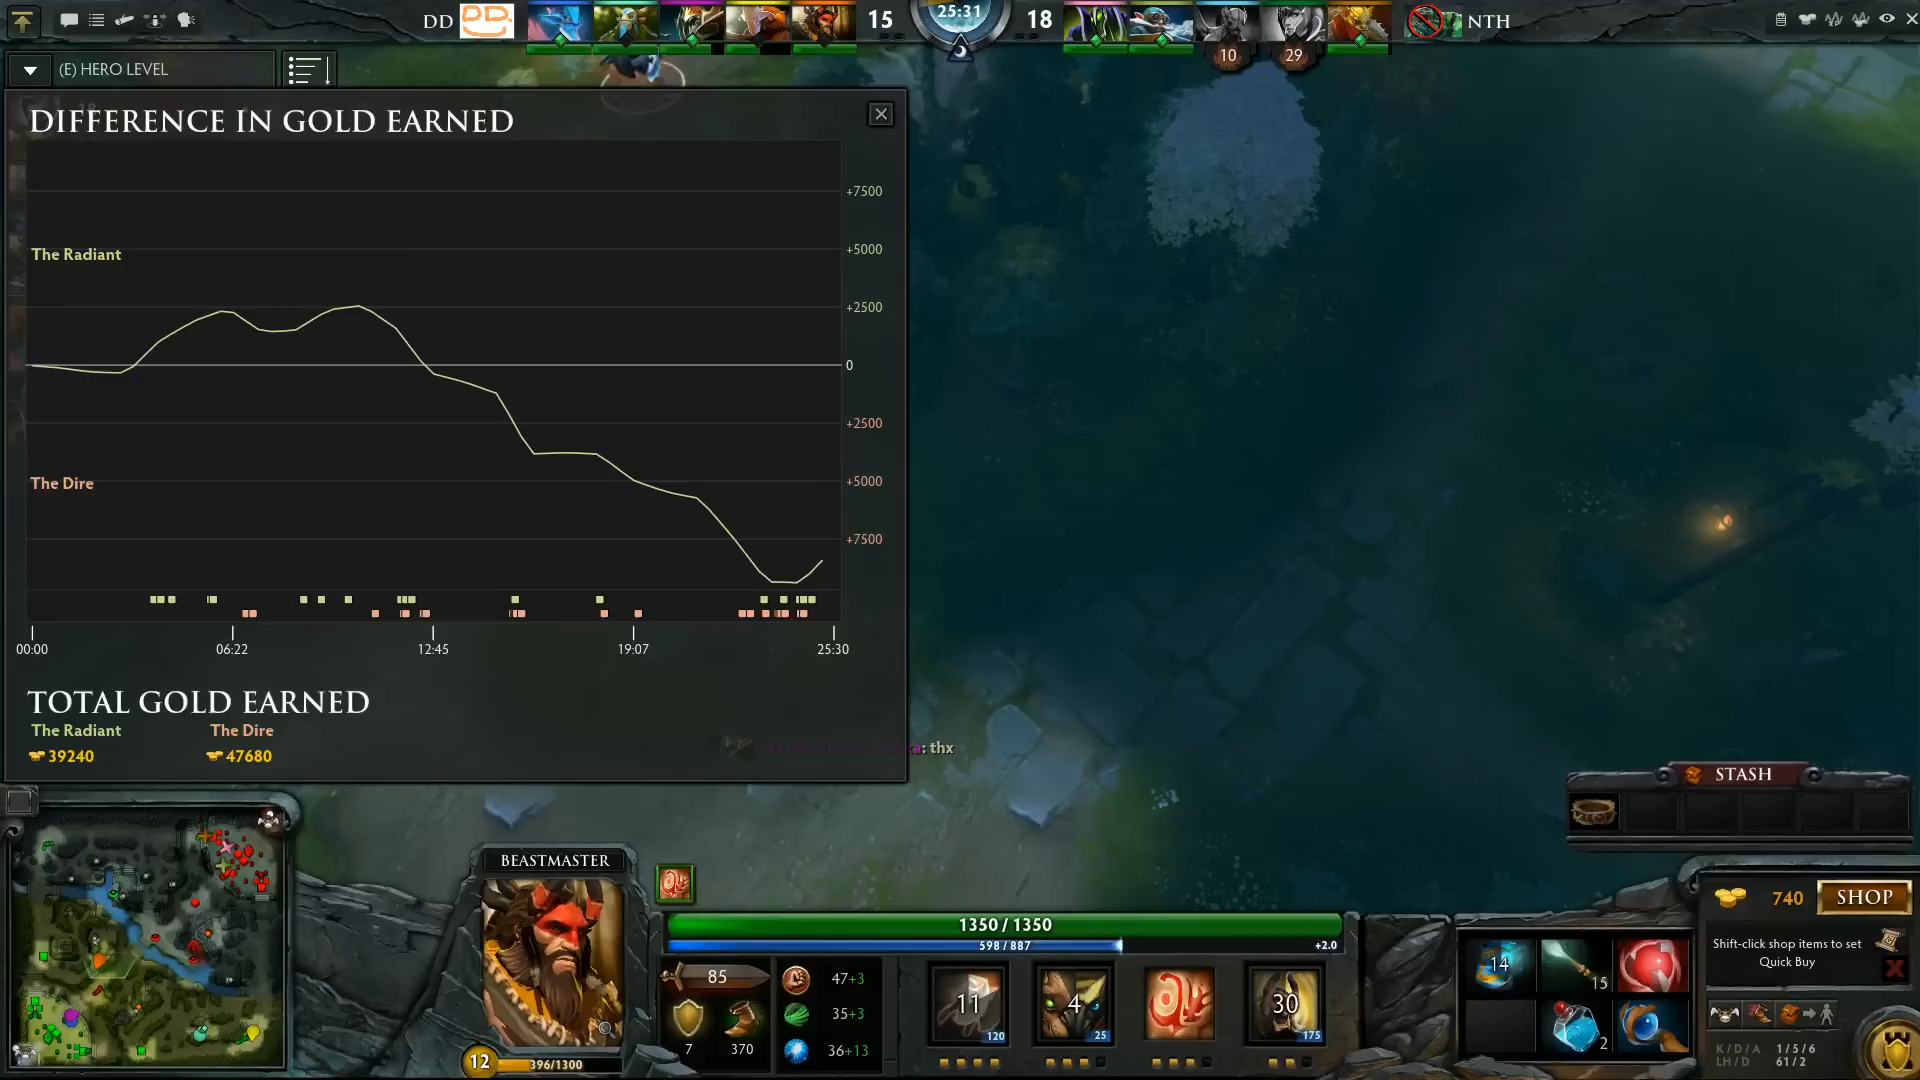 DD DD. 15 25:31 18 NTH
10 29
(E) HERO LEVEL
DIFFERENCE IN GOLD EARNED
+7500
The Radiant +5000
+2500
0
+2500
The Dire +5000
+7500
00:00 06:22 12:45 19:07 25:30
TOTAL GOLD EARNED
The Radiant The Dire
39240 47680
: thx
STASH
BEASTMASTER
1350 / 1350
598 / 887 +2.0
85 47+3
35+3
7 370 36+13
12 396/1300
11 120
4 25
30 175
14 15
2
740 SHOP
Shift-click shop items to set
Quick Buy
K/D/A 1/5/6
LH/D 61/2